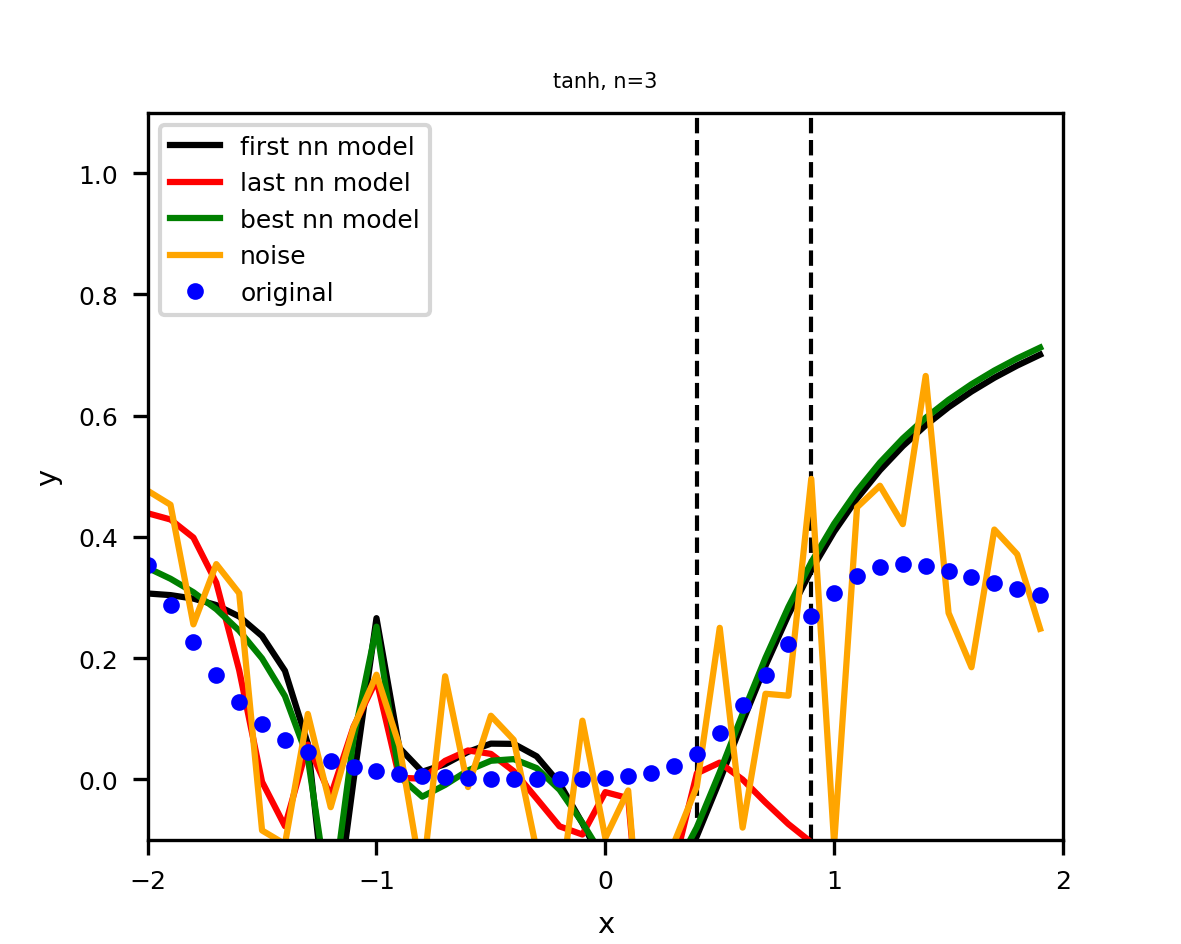 tanh, n=3
first nn model
last nn model
best nn model
noise
original
1.0
0.8
0.6
0.4
0.2
0.0
y
−2 −1 0 1 2
x